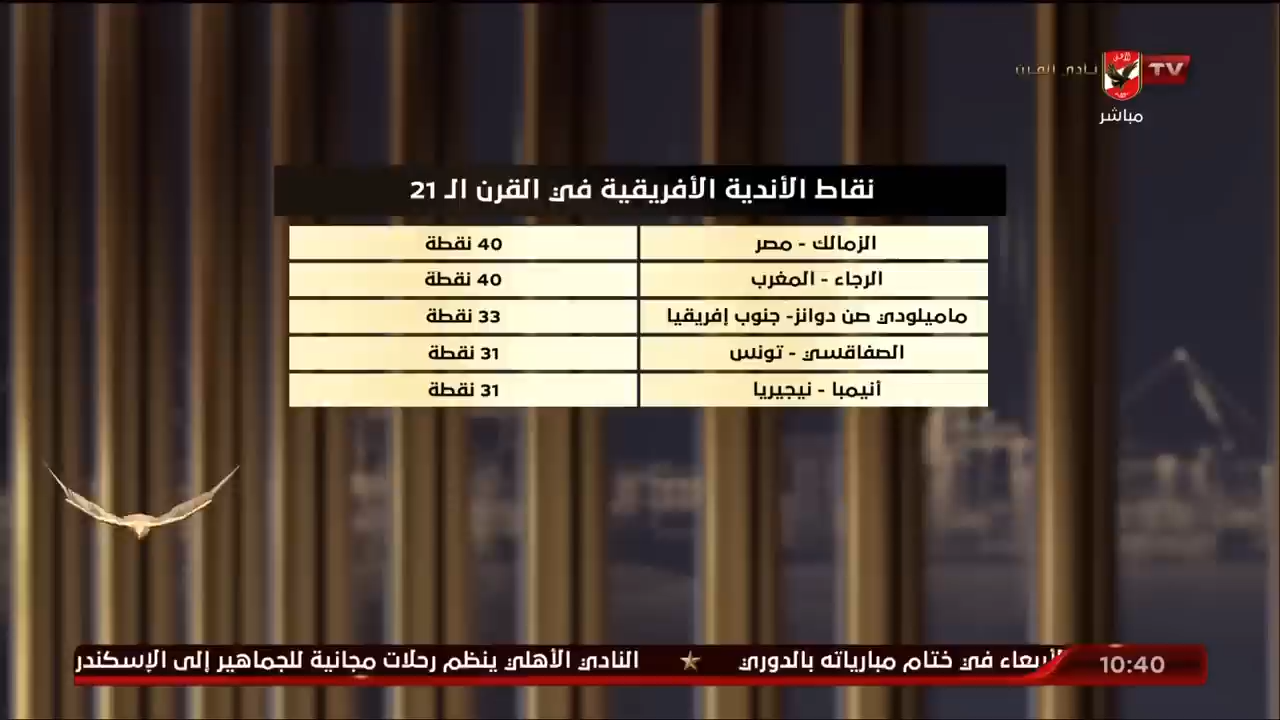 نادي القرن TV
مباشر
نقاط الأندية الأفريقية في القرن الـ 21
الزمالك - مصر 40 نقطة
الرجاء - المغرب 40 نقطة
ماميلودي صن دوانز- جنوب إفريقيا 33 نقطة
الصفاقسي - تونس 31 نقطة
أنيمبا - نيجيريا 31 نقطة
10:40 الأربعاء في ختام مبارياته بالدوري ★ النادي الأهلي ينظم رحلات مجانية للجماهير إلى الإسكندر